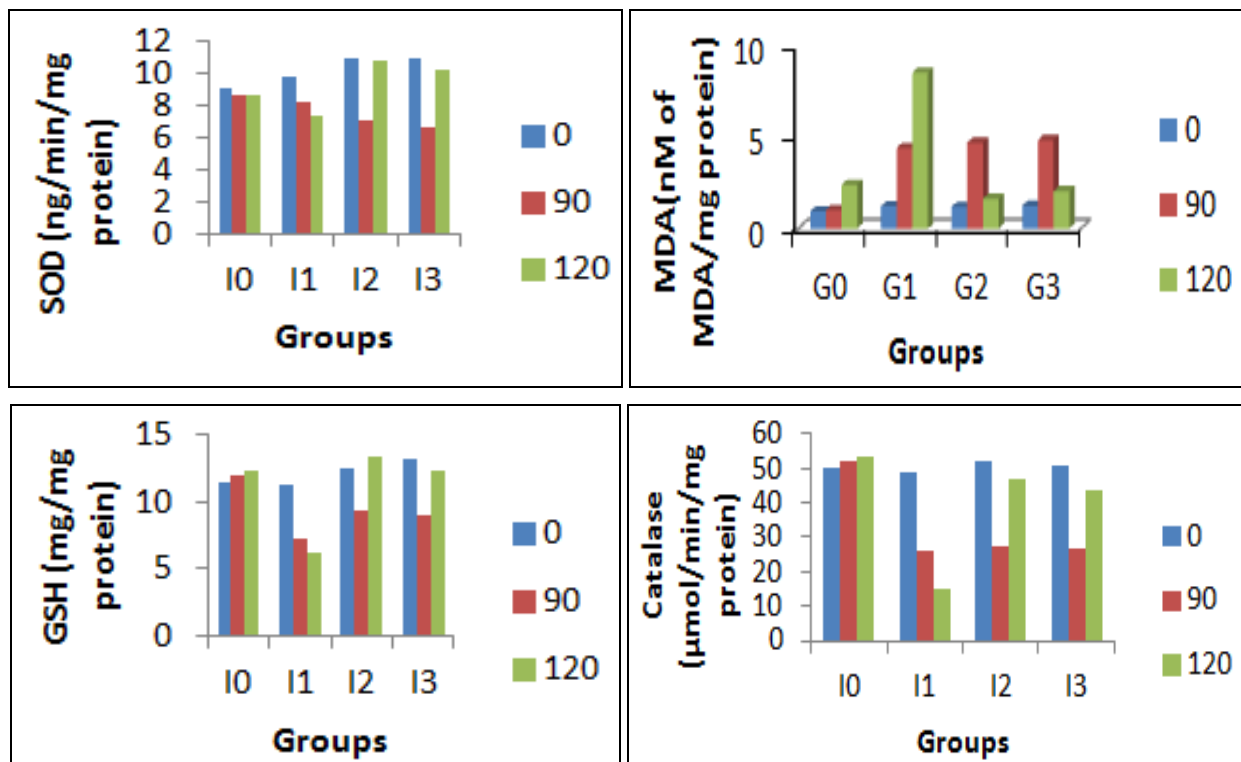 SOD (ng/min/mg
protein)
12
10
8
6
4
2
0
I0 I1 I2 I3
Groups
0
90
120
MDA(nM of
MDA/mg protein)
10
5
0
G0 G1 G2 G3
Groups
0
90
120
GSH (mg/mg
protein)
15
10
5
0
I0 I1 I2 I3
Groups
0
90
120
Catalase
(µmol/min/mg
protein)
60
50
40
30
20
10
0
I0 I1 I2 I3
Groups
0
90
120